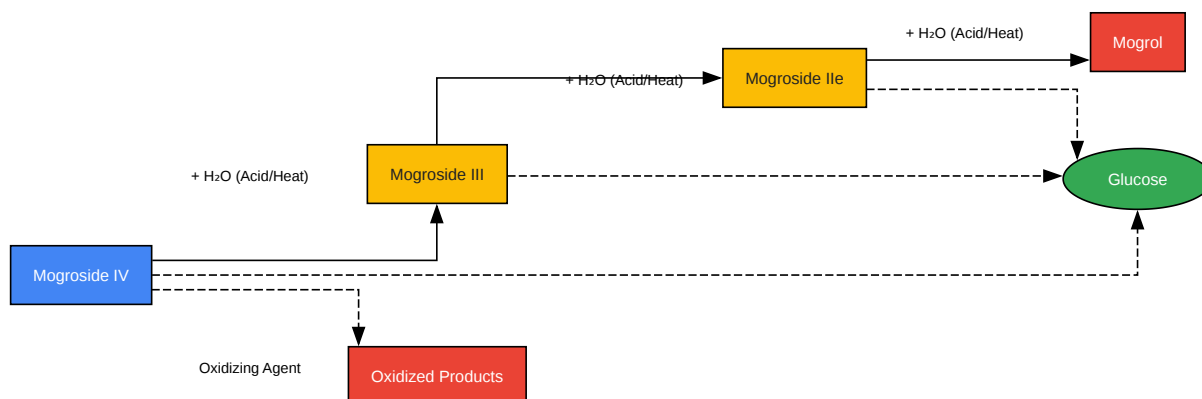 + H₂O (Acid/Heat)
Mogrol
+ H₂O (Acid/Heat)
Mogroside IIe
+ H₂O (Acid/Heat)
Mogroside III
Glucose
Mogroside IV
Oxidizing Agent
Oxidized Products